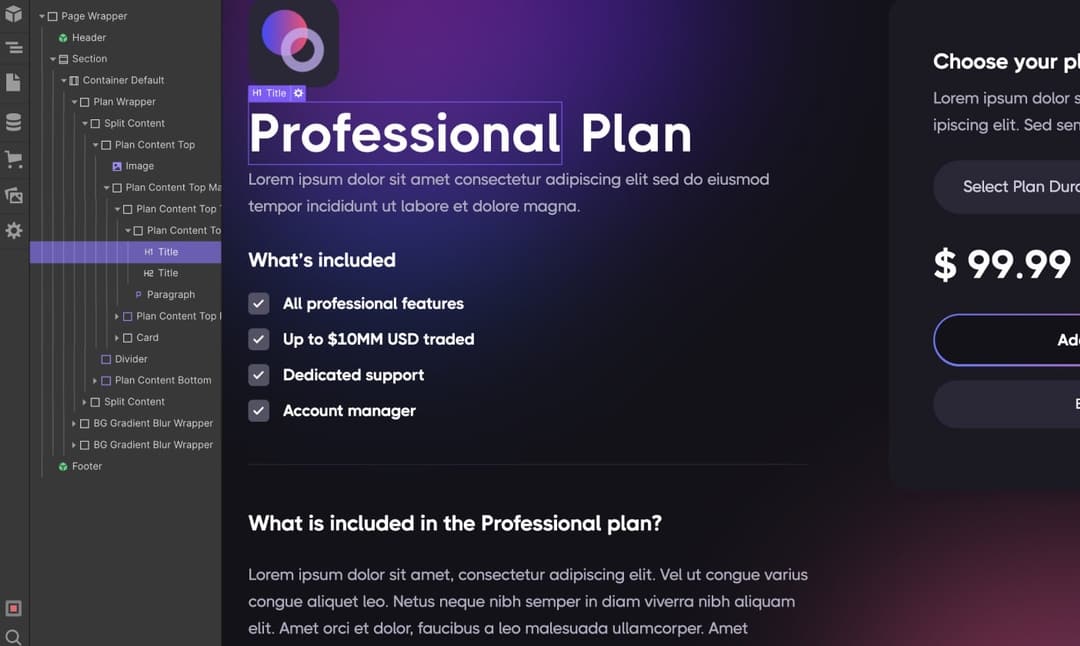 Page Wrapper
Header
Section
Container Default
Plan Wrapper
Split Content
Plan Content Top
Image
Plan Content Top Ma
Plan Content Top
Plan Content To
H1 Title
H2 Title
P Paragraph
Plan Content Top
Card
Divider
Plan Content Bottom
Split Content
BG Gradient Blur Wrapper
BG Gradient Blur Wrapper
Footer
H1 Title
Professional Plan
Lorem ipsum dolor sit amet consectetur adipiscing elit sed do eiusmod
tempor incididunt ut labore et dolore magna.
What's included
All professional features
Up to $10MM USD traded
Dedicated support
Account manager
What is included in the Professional plan?
Lorem ipsum dolor sit amet, consectetur adipiscing elit. Vel ut congue varius
congue aliquet leo. Netus neque nibh semper in diam viverra nibh aliquam
elit. Amet orci et dolor, faucibus a leo malesuada ullamcorper. Amet
Choose your pl
Lorem ipsum dolor s
ipiscing elit. Sed sem
Select Plan Dura
$ 99.99
Ad